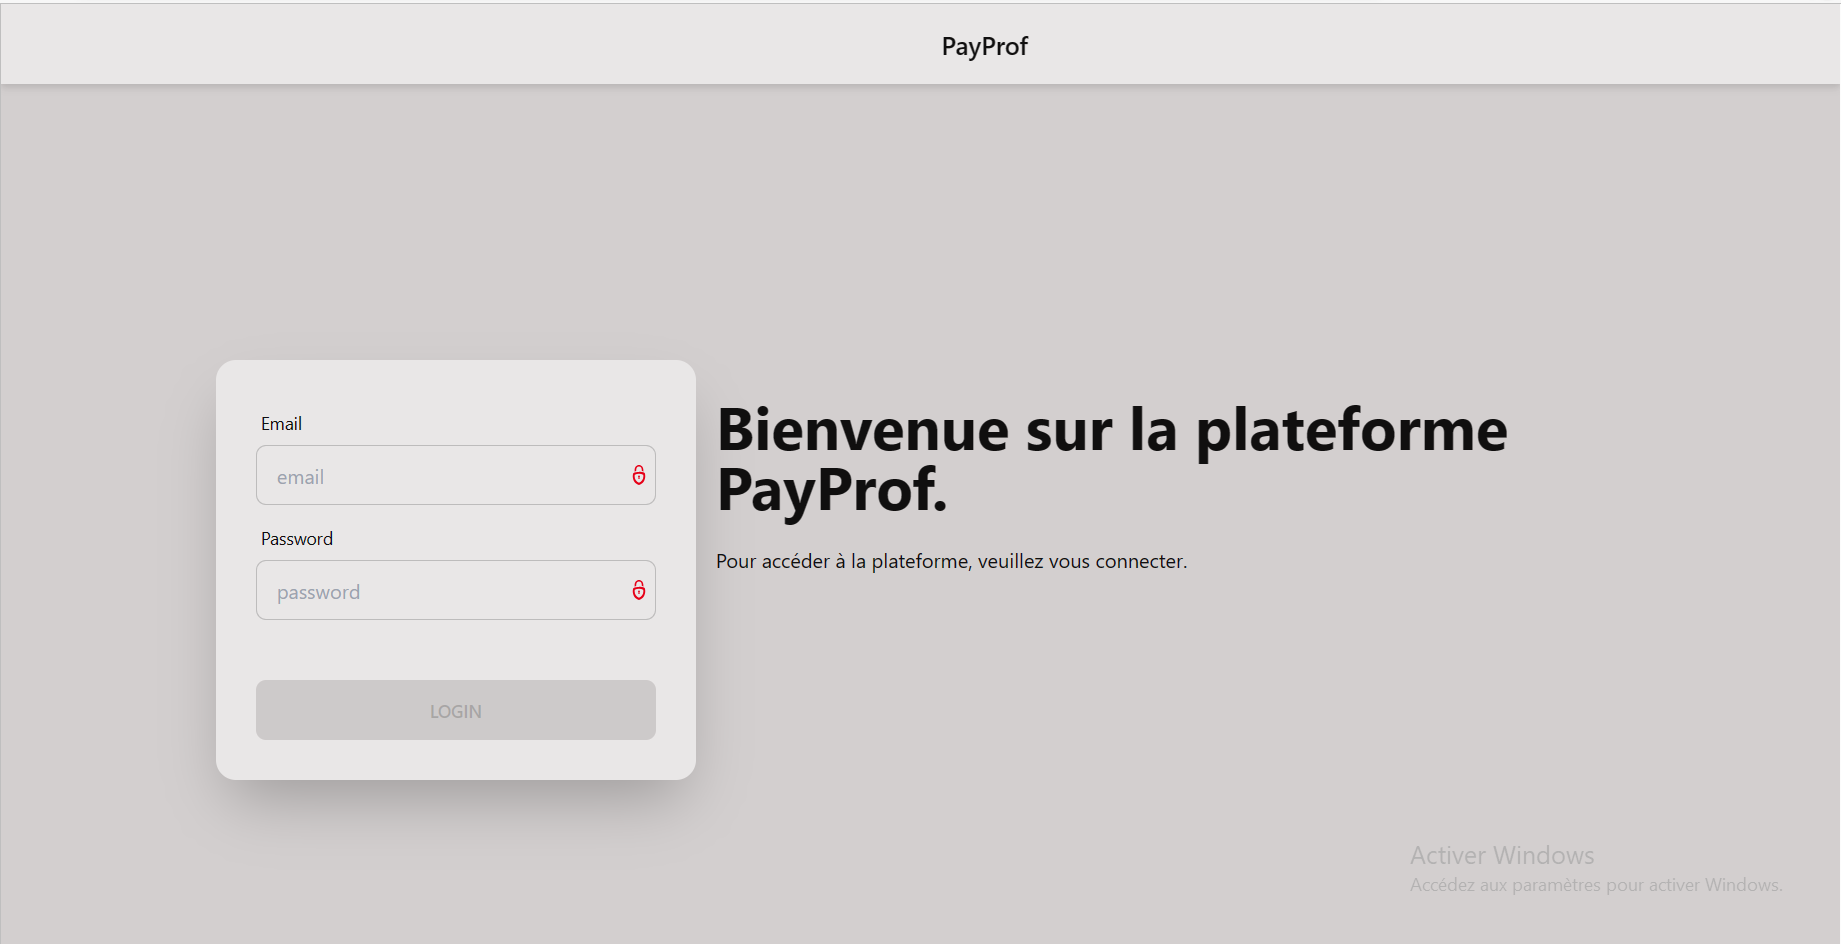 PayProf
Email
email
Password
password
LOGIN
Bienvenue sur la plateforme
PayProf.
Pour accéder à la plateforme, veuillez vous connecter.
Activer Windows
Accédez aux paramètres pour activer Windows.